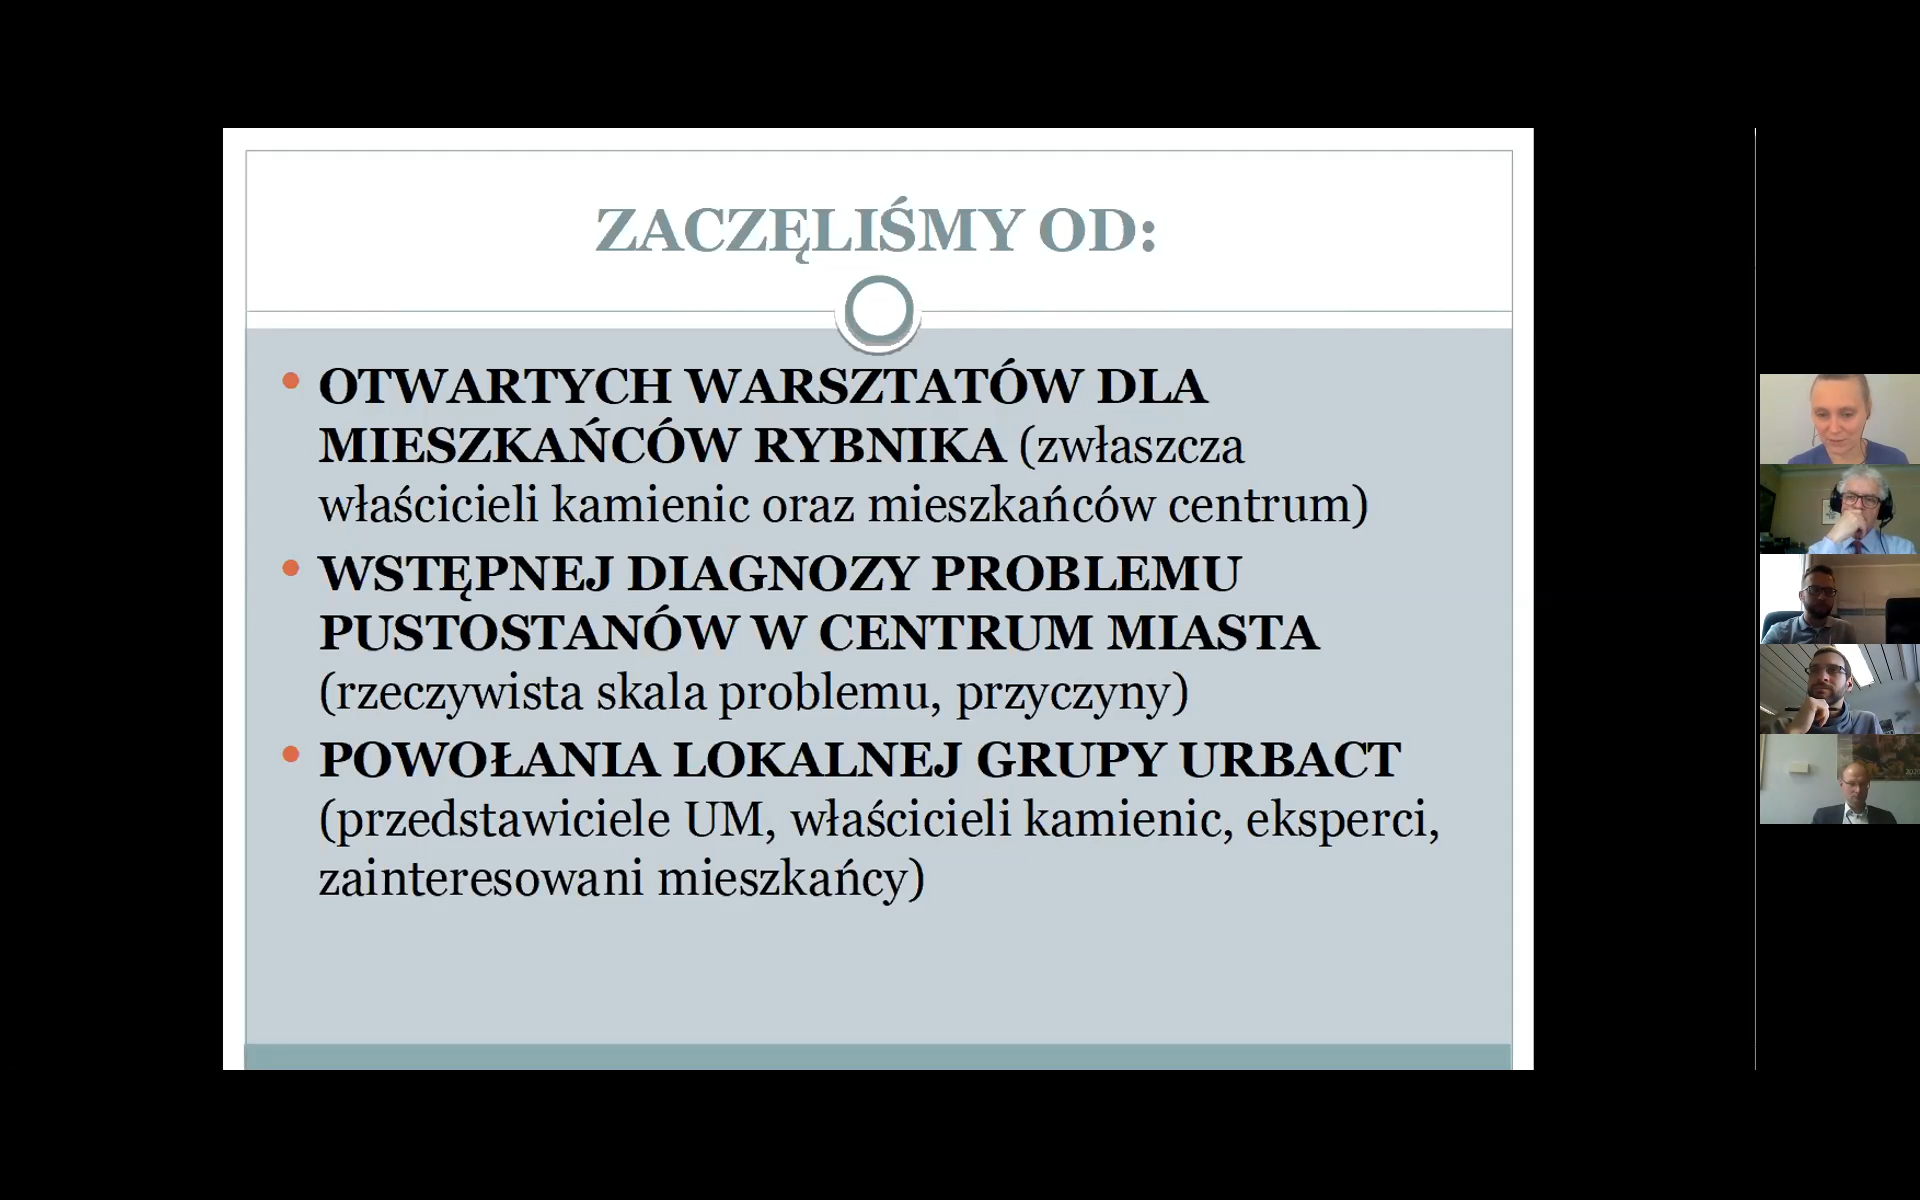 ZACZĘLIŚMY OD:
• OTWARTYCH WARSZTATÓW DLA
MIESZKAŃCÓW RYBNIKA (zwłaszcza
właścicieli kamienic oraz mieszkańców centrum)
• WSTĘPNEJ DIAGNOZY PROBLEMU
PUSTOSTANÓW W CENTRUM MIASTA
(rzeczywista skala problemu, przyczyny)
• POWOŁANIA LOKALNEJ GRUPY URBACT
(przedstawiciele UM, właścicieli kamienic, eksperci,
zainteresowani mieszkańcy)